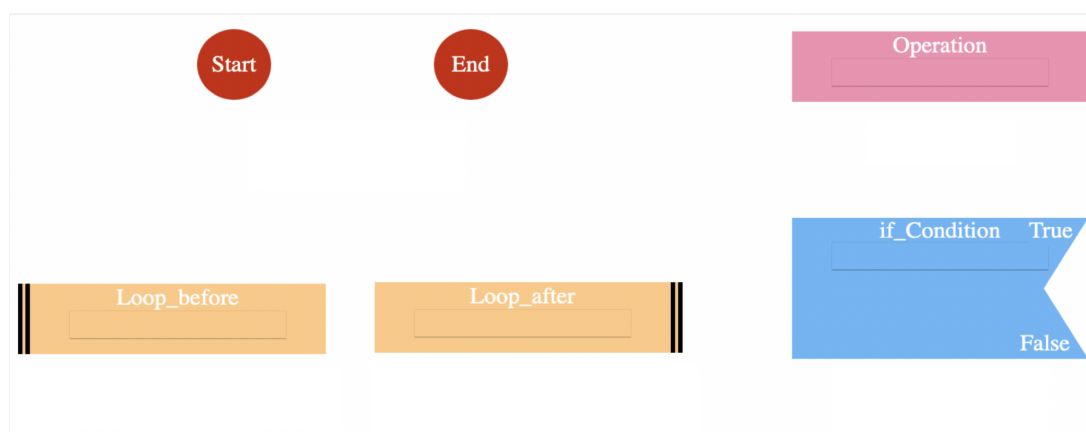 Start
End
Operation
if_Condition
True
False
Loop_before
Loop_after